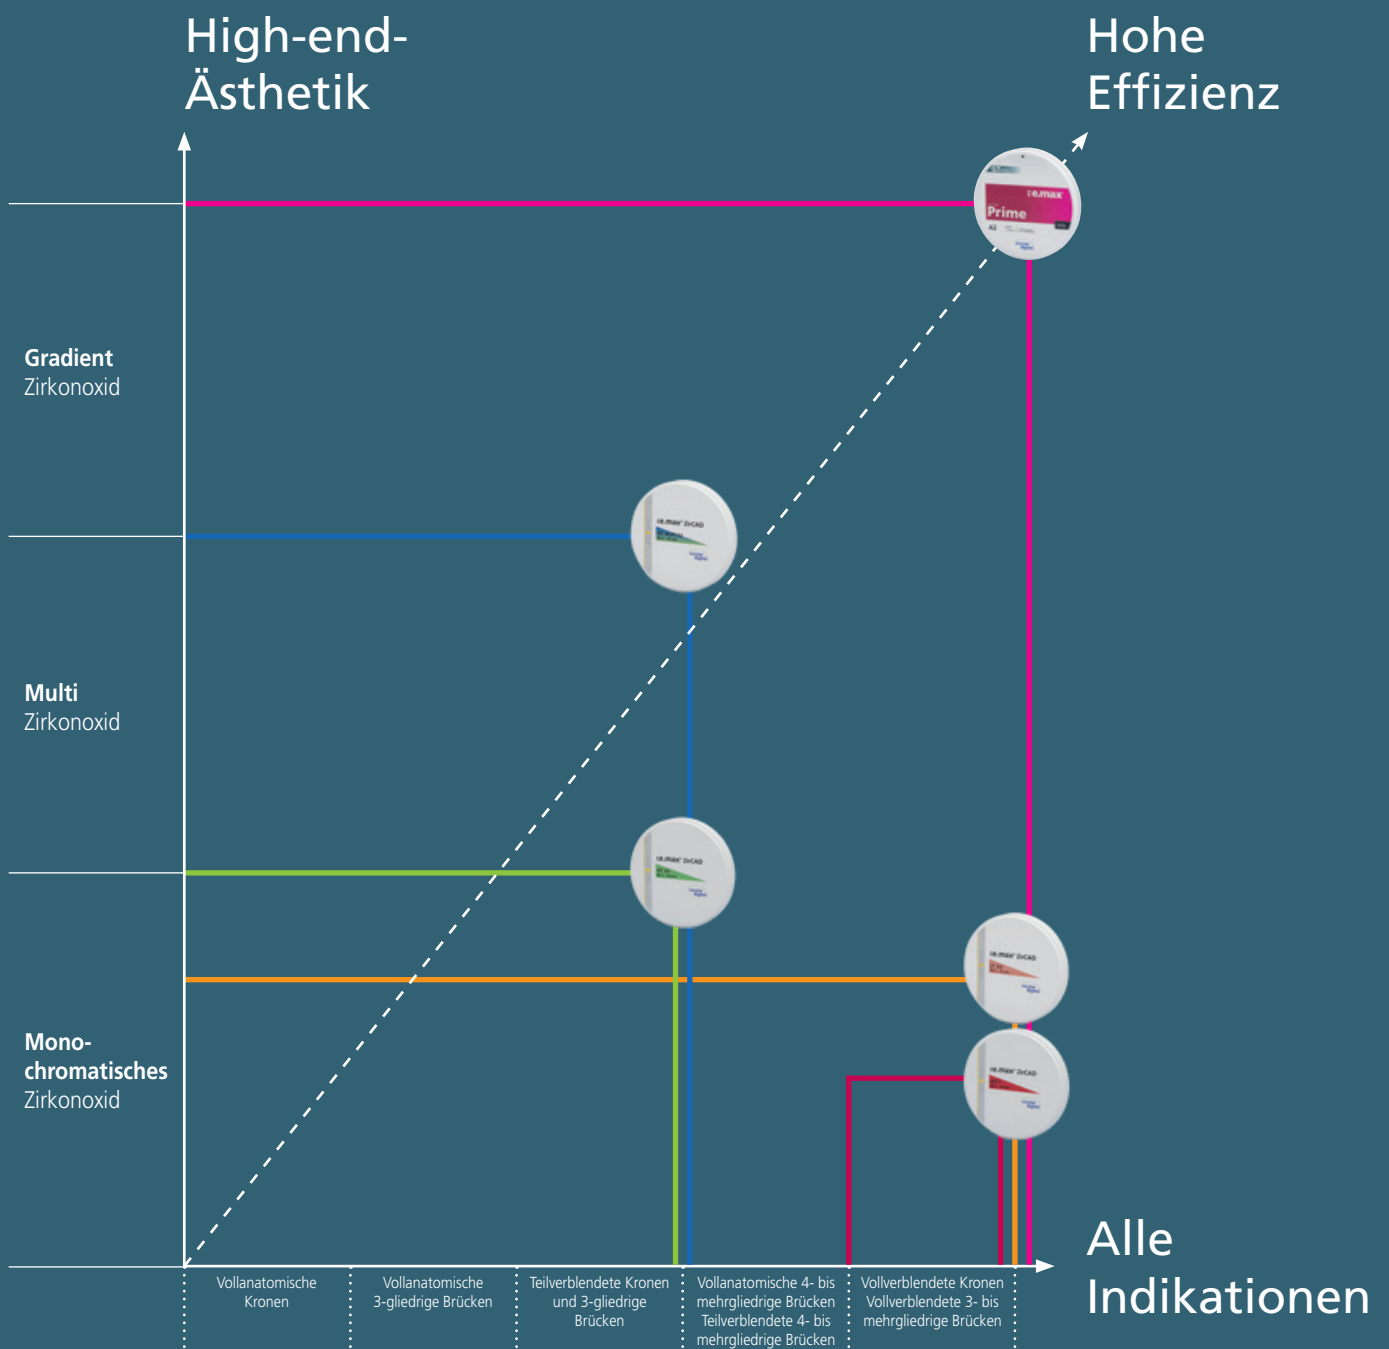 High-end-
Ästhetik
Hohe
Effizienz
e.max
Prime
A2
Gradient
Zirkonoxid
e.max ZirCAD
Multi
Zirkonoxid
e.max ZirCAD
e.max ZirCAD
Mono-
chromatisches
Zirkonoxid
e.max ZirCAD
Alle
Indikationen
Vollanatomische
Kronen
Vollanatomische
3-gliedrige Brücken
Teilverblendete Kronen
und 3-gliedrige
Brücken
Vollanatomische 4- bis
mehrgliedrige Brücken
Teilverblendete 4- bis
mehrgliedrige Brücken
Vollverblendete Kronen
Vollverblendete 3- bis
mehrgliedrige Brücken